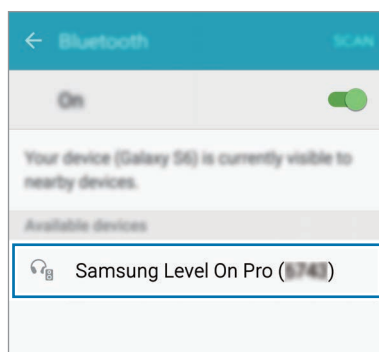 Bluetooth SCAN
On
Your device (Galaxy S6) is currently visible to
nearby devices.
Available devices
Samsung Level On Pro ( )